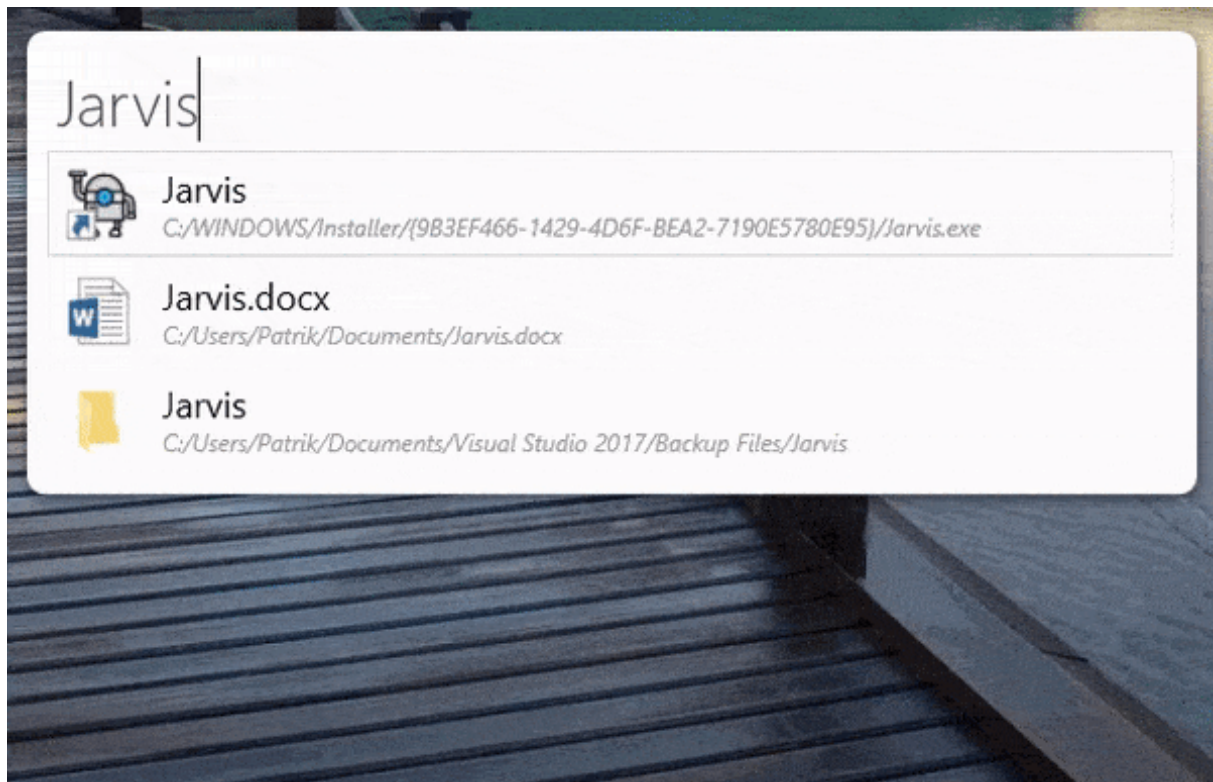 Jarvis
Jarvis
C:/WINDOWS/Installer/{9B3EF466-1429-4D6F-BEA2-7190E5780E95}/Jarvis.exe
Jarvis.docx
C:/Users/Patrik/Documents/Jarvis.docx
Jarvis
C:/Users/Patrik/Documents/Visual Studio 2017/Backup Files/Jarvis